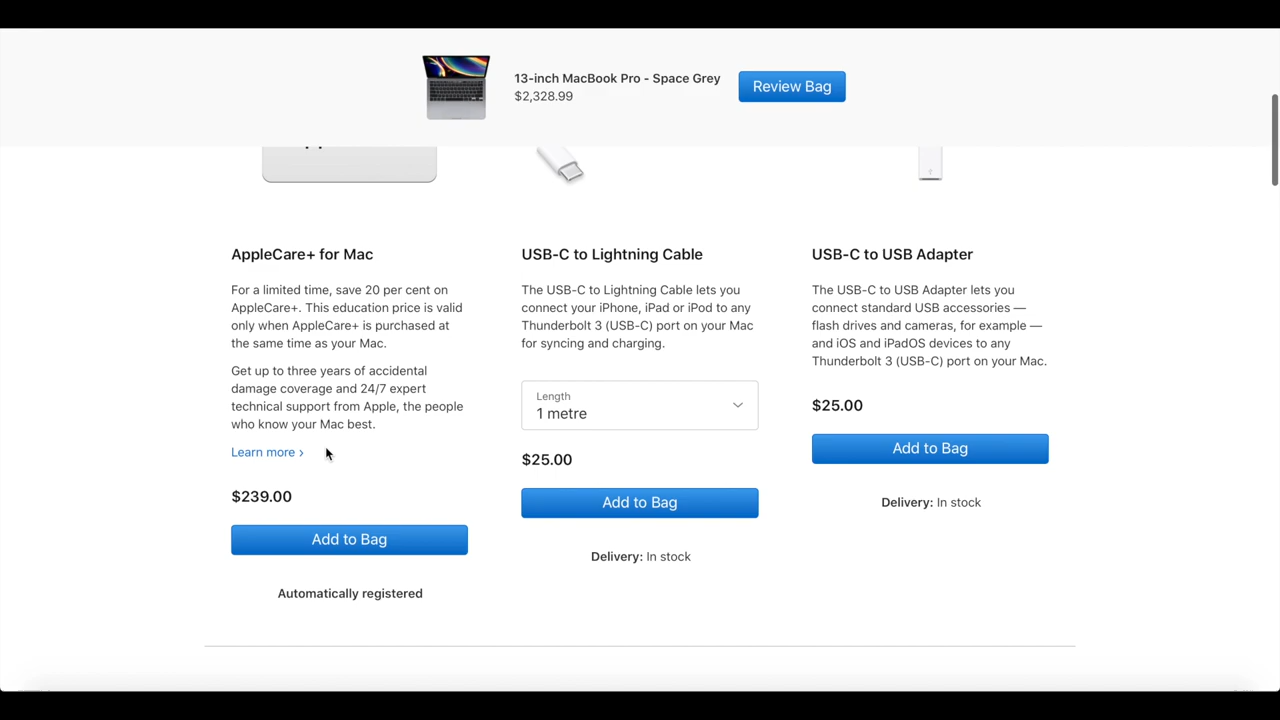 13-inch MacBook Pro - Space Grey
$2,328.99
Review Bag
AppleCare+ for Mac
For a limited time, save 20 per cent on
AppleCare+. This education price is valid
only when AppleCare+ is purchased at
the same time as your Mac.
Get up to three years of accidental
damage coverage and 24/7 expert
technical support from Apple, the people
who know your Mac best.
Learn more ›
$239.00
Add to Bag
Automatically registered
USB-C to Lightning Cable
The USB-C to Lightning Cable lets you
connect your iPhone, iPad or iPod to any
Thunderbolt 3 (USB-C) port on your Mac
for syncing and charging.
Length
1 metre
$25.00
Add to Bag
Delivery: In stock
USB-C to USB Adapter
The USB-C to USB Adapter lets you
connect standard USB accessories —
flash drives and cameras, for example —
and iOS and iPadOS devices to any
Thunderbolt 3 (USB-C) port on your Mac.
$25.00
Add to Bag
Delivery: In stock